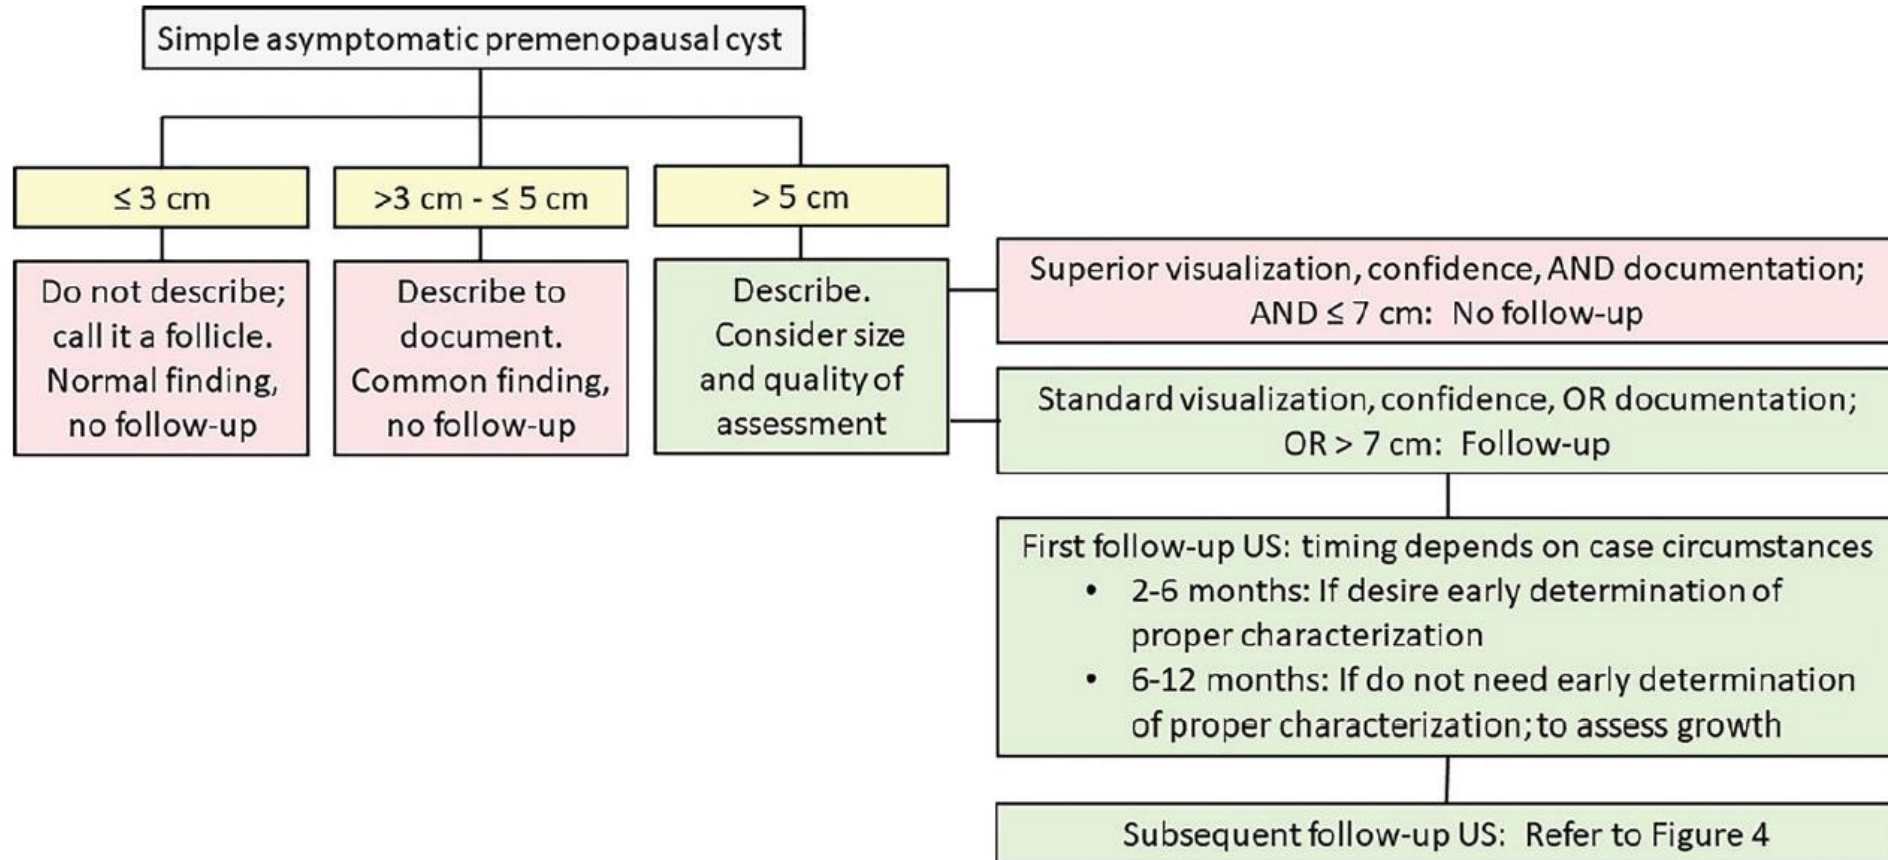 Simple asymptomatic premenopausal cyst
≤ 3 cm
>3 cm - ≤ 5 cm
> 5 cm
Do not describe;
call it a follicle.
Normal finding,
no follow-up
Describe to
document.
Common finding,
no follow-up
Describe.
Consider size
and quality of
assessment
Superior visualization, confidence, AND documentation;
AND ≤ 7 cm: No follow-up
Standard visualization, confidence, OR documentation;
OR > 7 cm: Follow-up
First follow-up US: timing depends on case circumstances
• 2-6 months: If desire early determination of
proper characterization
• 6-12 months: If do not need early determination
of proper characterization; to assess growth
Subsequent follow-up US: Refer to Figure 4